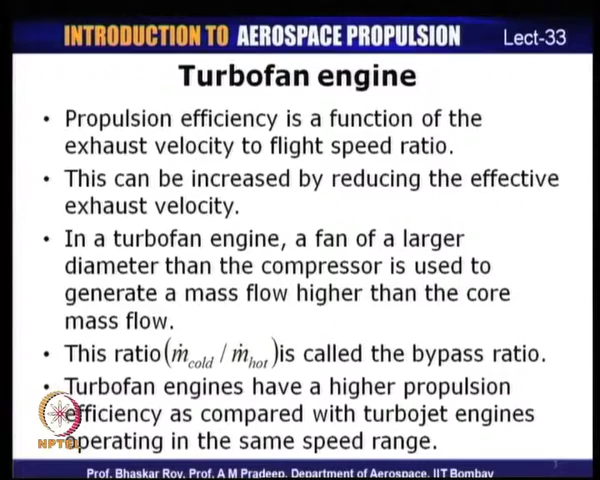 INTRODUCTION TO AEROSPACE PROPULSION Lect-33
Turbofan engine
• Propulsion efficiency is a function of the
exhaust velocity to flight speed ratio.
• This can be increased by reducing the effective
exhaust velocity.
• In a turbofan engine, a fan of a larger
diameter than the compressor is used to
generate a mass flow higher than the core
mass flow.
• This ratio(ṁcold / ṁhot)is called the bypass ratio.
• Turbofan engines have a higher propulsion
efficiency as compared with turbojet engines
operating in the same speed range.
NPTEL
Prof. Bhaskar Roy, Prof. A M Pradeep, Department of Aerospace, IIT Bombay